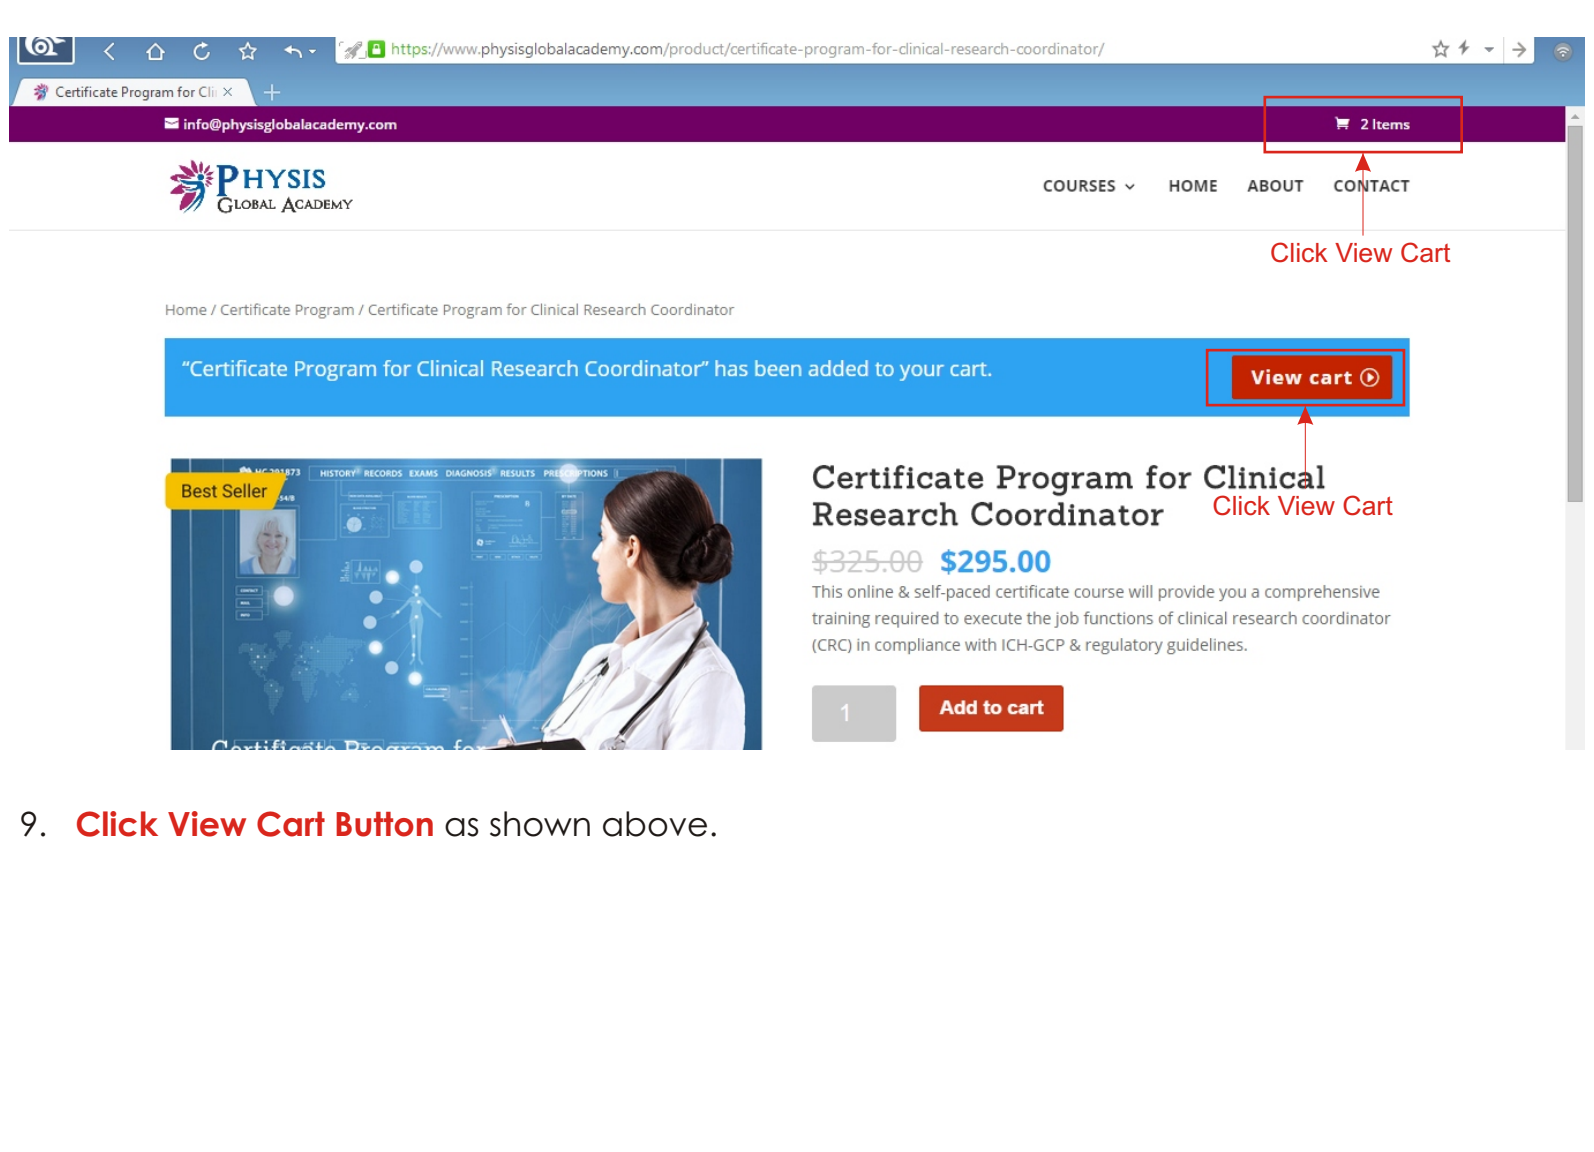 https://www.physisglobalacademy.com/product/certificate-program-for-clinical-research-coordinator/
Certificate Program for Cli
info@physisglobalacademy.com
2 Items
PHYSIS
GLOBAL ACADEMY
COURSES HOME ABOUT CONTACT
Click View Cart
Home / Certificate Program / Certificate Program for Clinical Research Coordinator
“Certificate Program for Clinical Research Coordinator” has been added to your cart.
View cart
Best Seller
HISTORY RECORDS EXAMS DIAGNOSIS RESULTS PRESCRIPTIONS
Certificate Program for Clinical
Research Coordinator
Click View Cart
$325.00 $295.00
This online & self-paced certificate course will provide you a comprehensive
training required to execute the job functions of clinical research coordinator
(CRC) in compliance with ICH-GCP & regulatory guidelines.
1
Add to cart
Certificate Program for
9. Click View Cart Button as shown above.